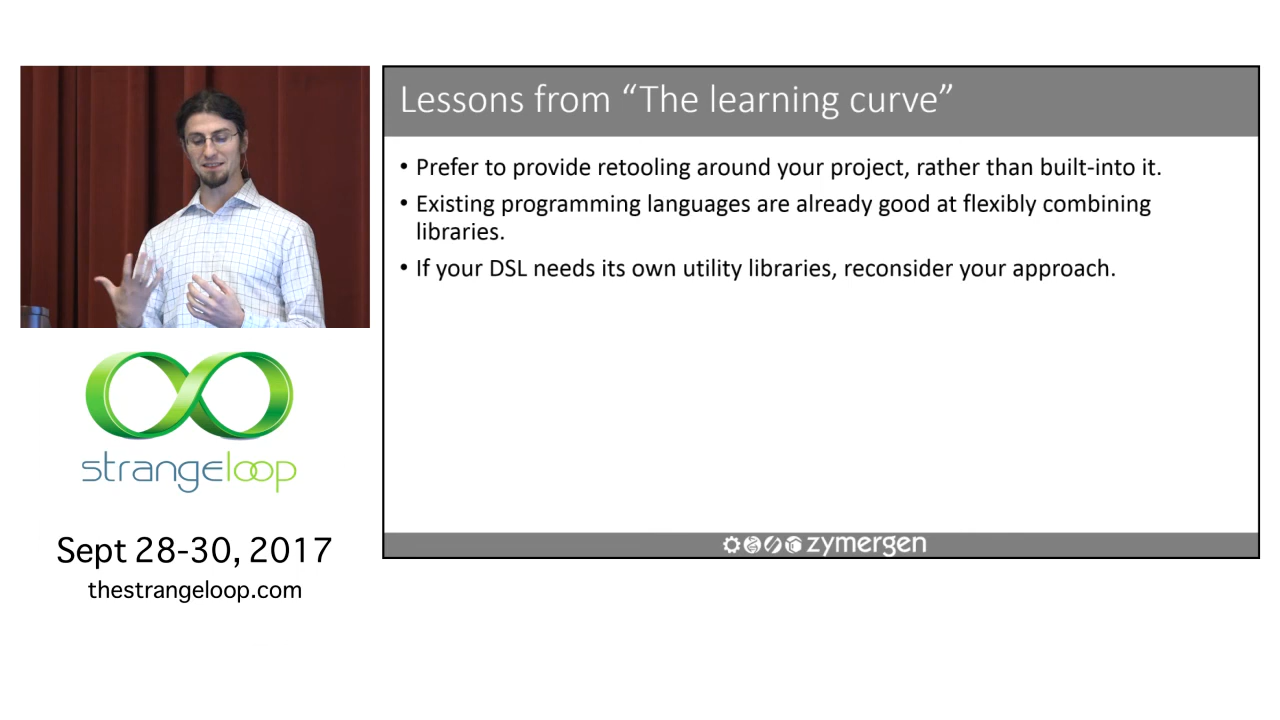 Lessons from “The learning curve”
• Prefer to provide retooling around your project, rather than built-into it.
• Existing programming languages are already good at flexibly combining
libraries.
• If your DSL needs its own utility libraries, reconsider your approach.
zymergen
strangeloop
Sept 28-30, 2017
thestrangeloop.com